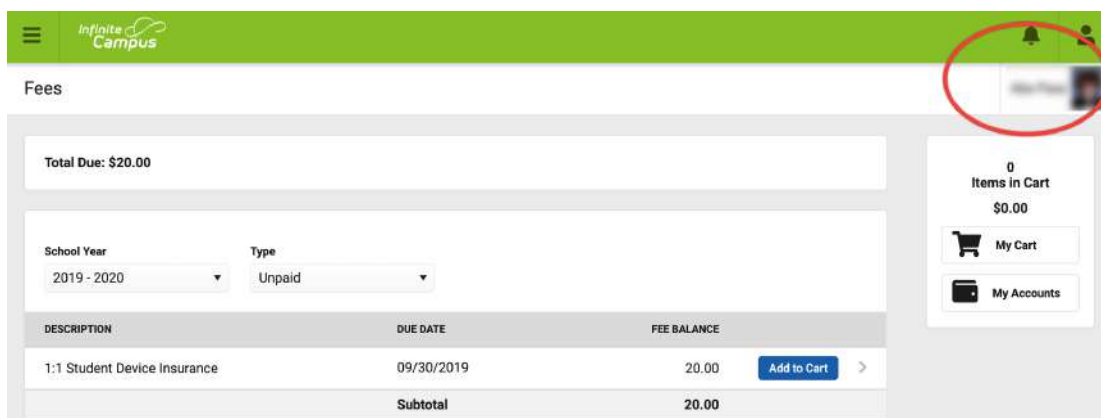 Infinite
Campus
Fees
Total Due: $20.00
0
Items in Cart
$0.00
My Cart
My Accounts
School Year
Type
2019 - 2020
Unpaid
DESCRIPTION DUE DATE FEE BALANCE
1:1 Student Device Insurance 09/30/2019 20.00 Add to Cart
Subtotal 20.00